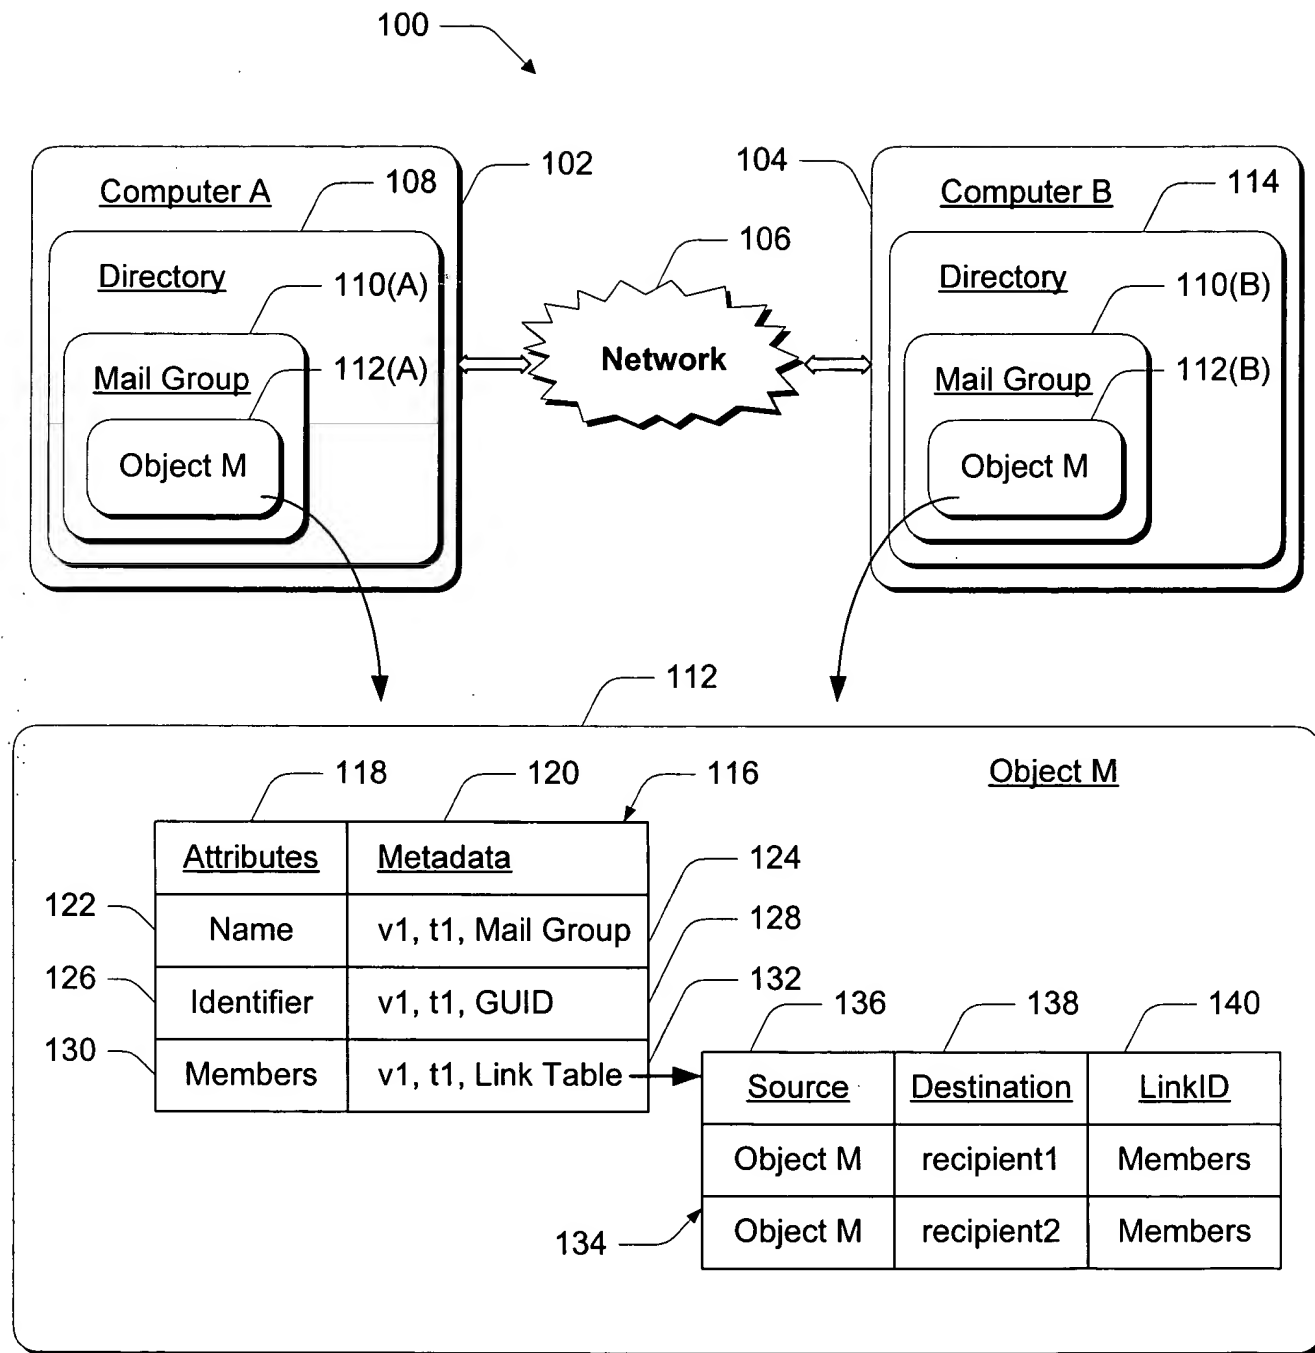 100
102
104
Computer A
108
Computer B
114
106
Directory
110(A)
Directory
110(B)
Network
Mail Group
112(A)
Mail Group
112(B)
Object M
Object M
112
118
120
116
Object M
Attributes
Metadata
124
122
Name
v1, t1, Mail Group
128
126
Identifier
v1, t1, GUID
132
136
138
140
130
Members
v1, t1, Link Table
Source
Destination
LinkID
Object M
recipient1
Members
134
Object M
recipient2
Members